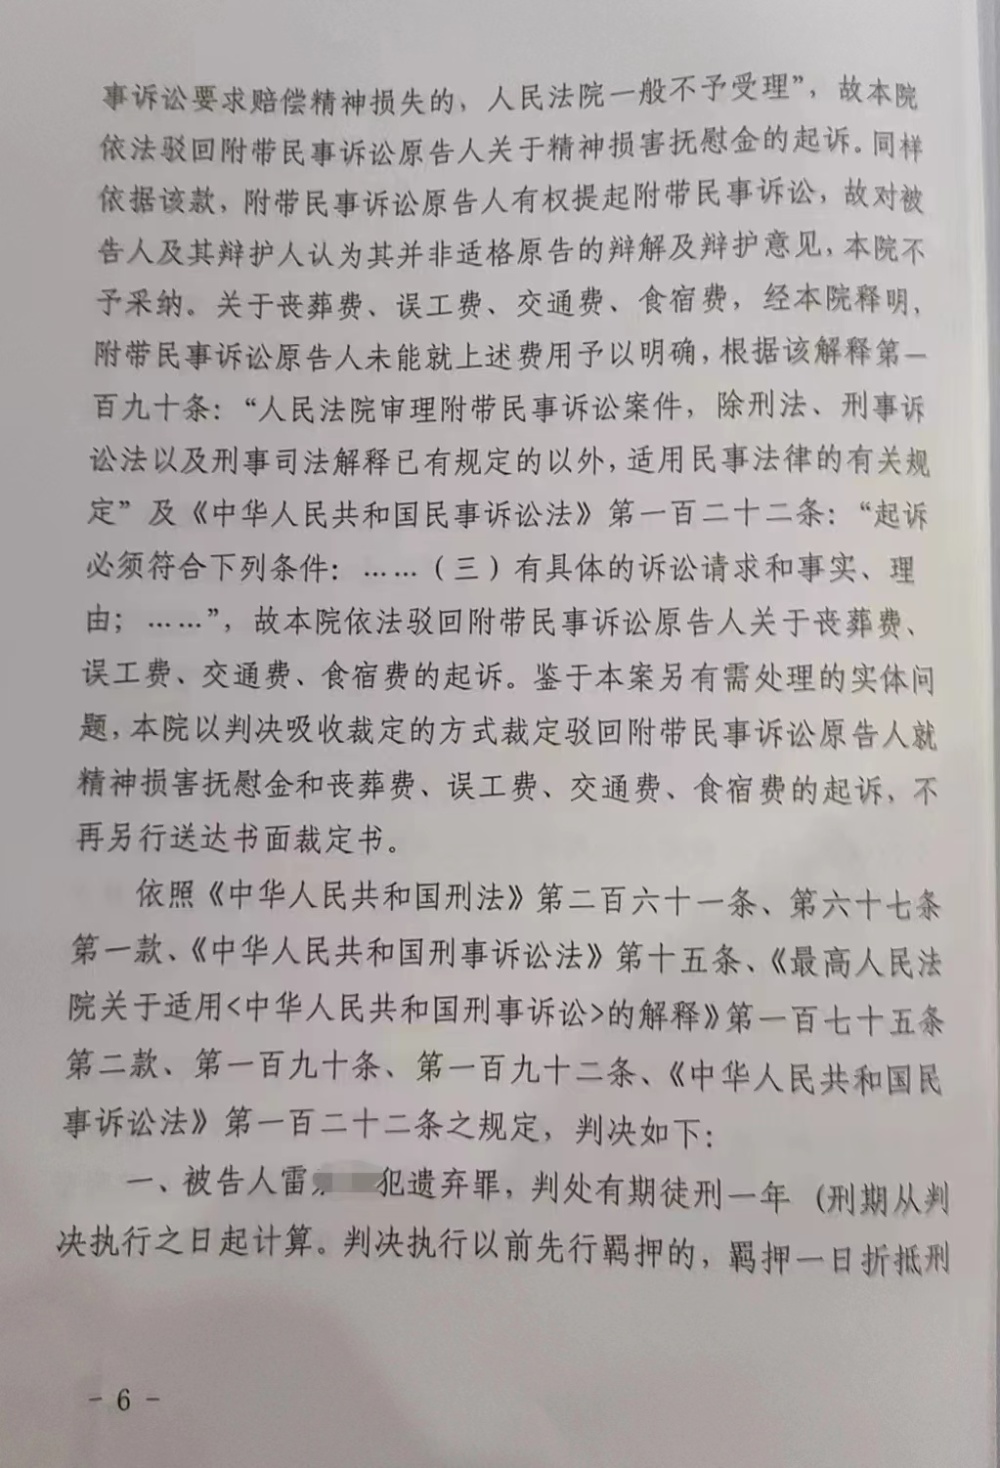 事诉讼要求赔偿精神损失的，人民法院一般不予受理”，故本院
依法驳回附带民事诉讼原告人关于精神损害抚慰金的起诉。同样
依据该款，附带民事诉讼原告人有权提起附带民事诉讼，故对被
告人及其辩护人认为其并非适格原告的辩解及辩护意见，本院不
予采纳。关于丧葬费、误工费、交通费、食宿费，经本院释明，
附带民事诉讼原告人未能就上述费用予以明确，根据该解释第一
百九十条：“人民法院审理附带民事诉讼案件，除刑法、刑事诉
讼法以及刑事司法解释已有规定的以外，适用民事法律的有关规
定”及《中华人民共和国民事诉讼法》第一百二十二条：“起诉
必须符合下列条件：……（三）有具体的诉讼请求和事实、理
由；……”，故本院依法驳回附带民事诉讼原告人关于丧葬费、
误工费、交通费、食宿费的起诉。鉴于本案另有需处理的实体问
题，本院以判决吸收裁定的方式裁定驳回附带民事诉讼原告人就
精神损害抚慰金和丧葬费、误工费、交通费、食宿费的起诉，不
再另行送达书面裁定书。
依照《中华人民共和国刑法》第二百六十一条、第六十七条
第一款、《中华人民共和国刑事诉讼法》第十五条、《最高人民法
院关于适用<中华人民共和国刑事诉讼>的解释》第一百七十五条
第二款、第一百九十条、第一百九十二条、《中华人民共和国民
事诉讼法》第一百二十二条之规定，判决如下：
一、被告人雷犯遗弃罪，判处有期徒刑一年（刑期从判
决执行之日起计算。判决执行以前先行羁押的，羁押一日折抵刑
- 6 -